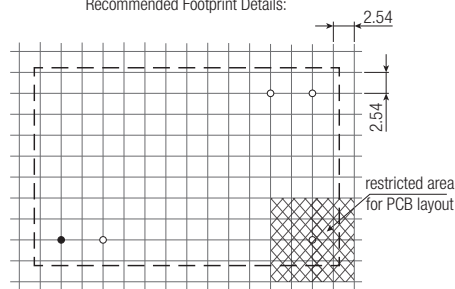 Recommended Footprint Details:
2.54
2.54
restricted area
for PCB layout